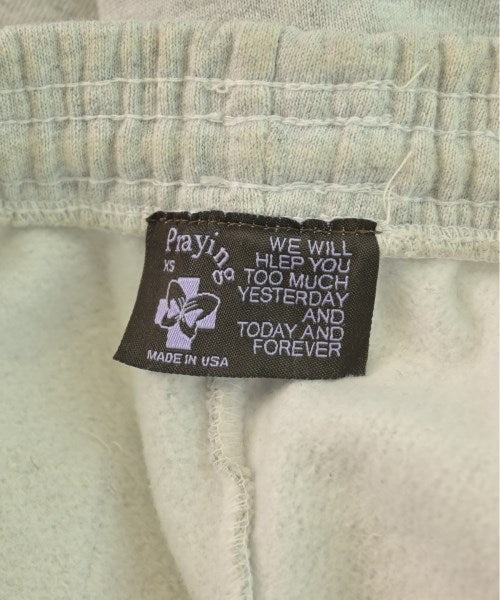 Praying
XS
MADE IN USA
WE WILL
HLEP YOU
TOO MUCH
YESTERDAY
AND
TODAY AND
FOREVER